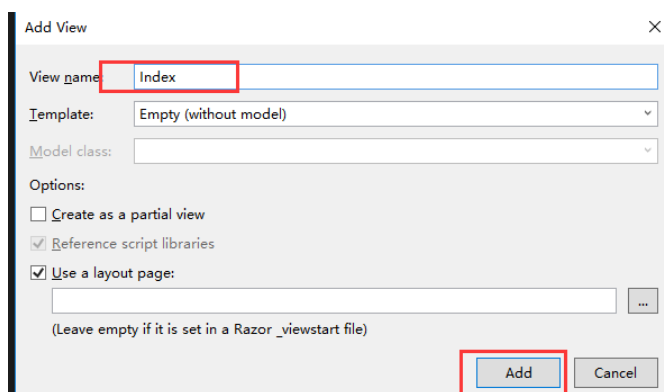 Add View
View name: Index
Template: Empty (without model)
Model class:
Options:
Create as a partial view
Reference script libraries
Use a layout page:
...
(Leave empty if it is set in a Razor _viewstart file)
Add Cancel